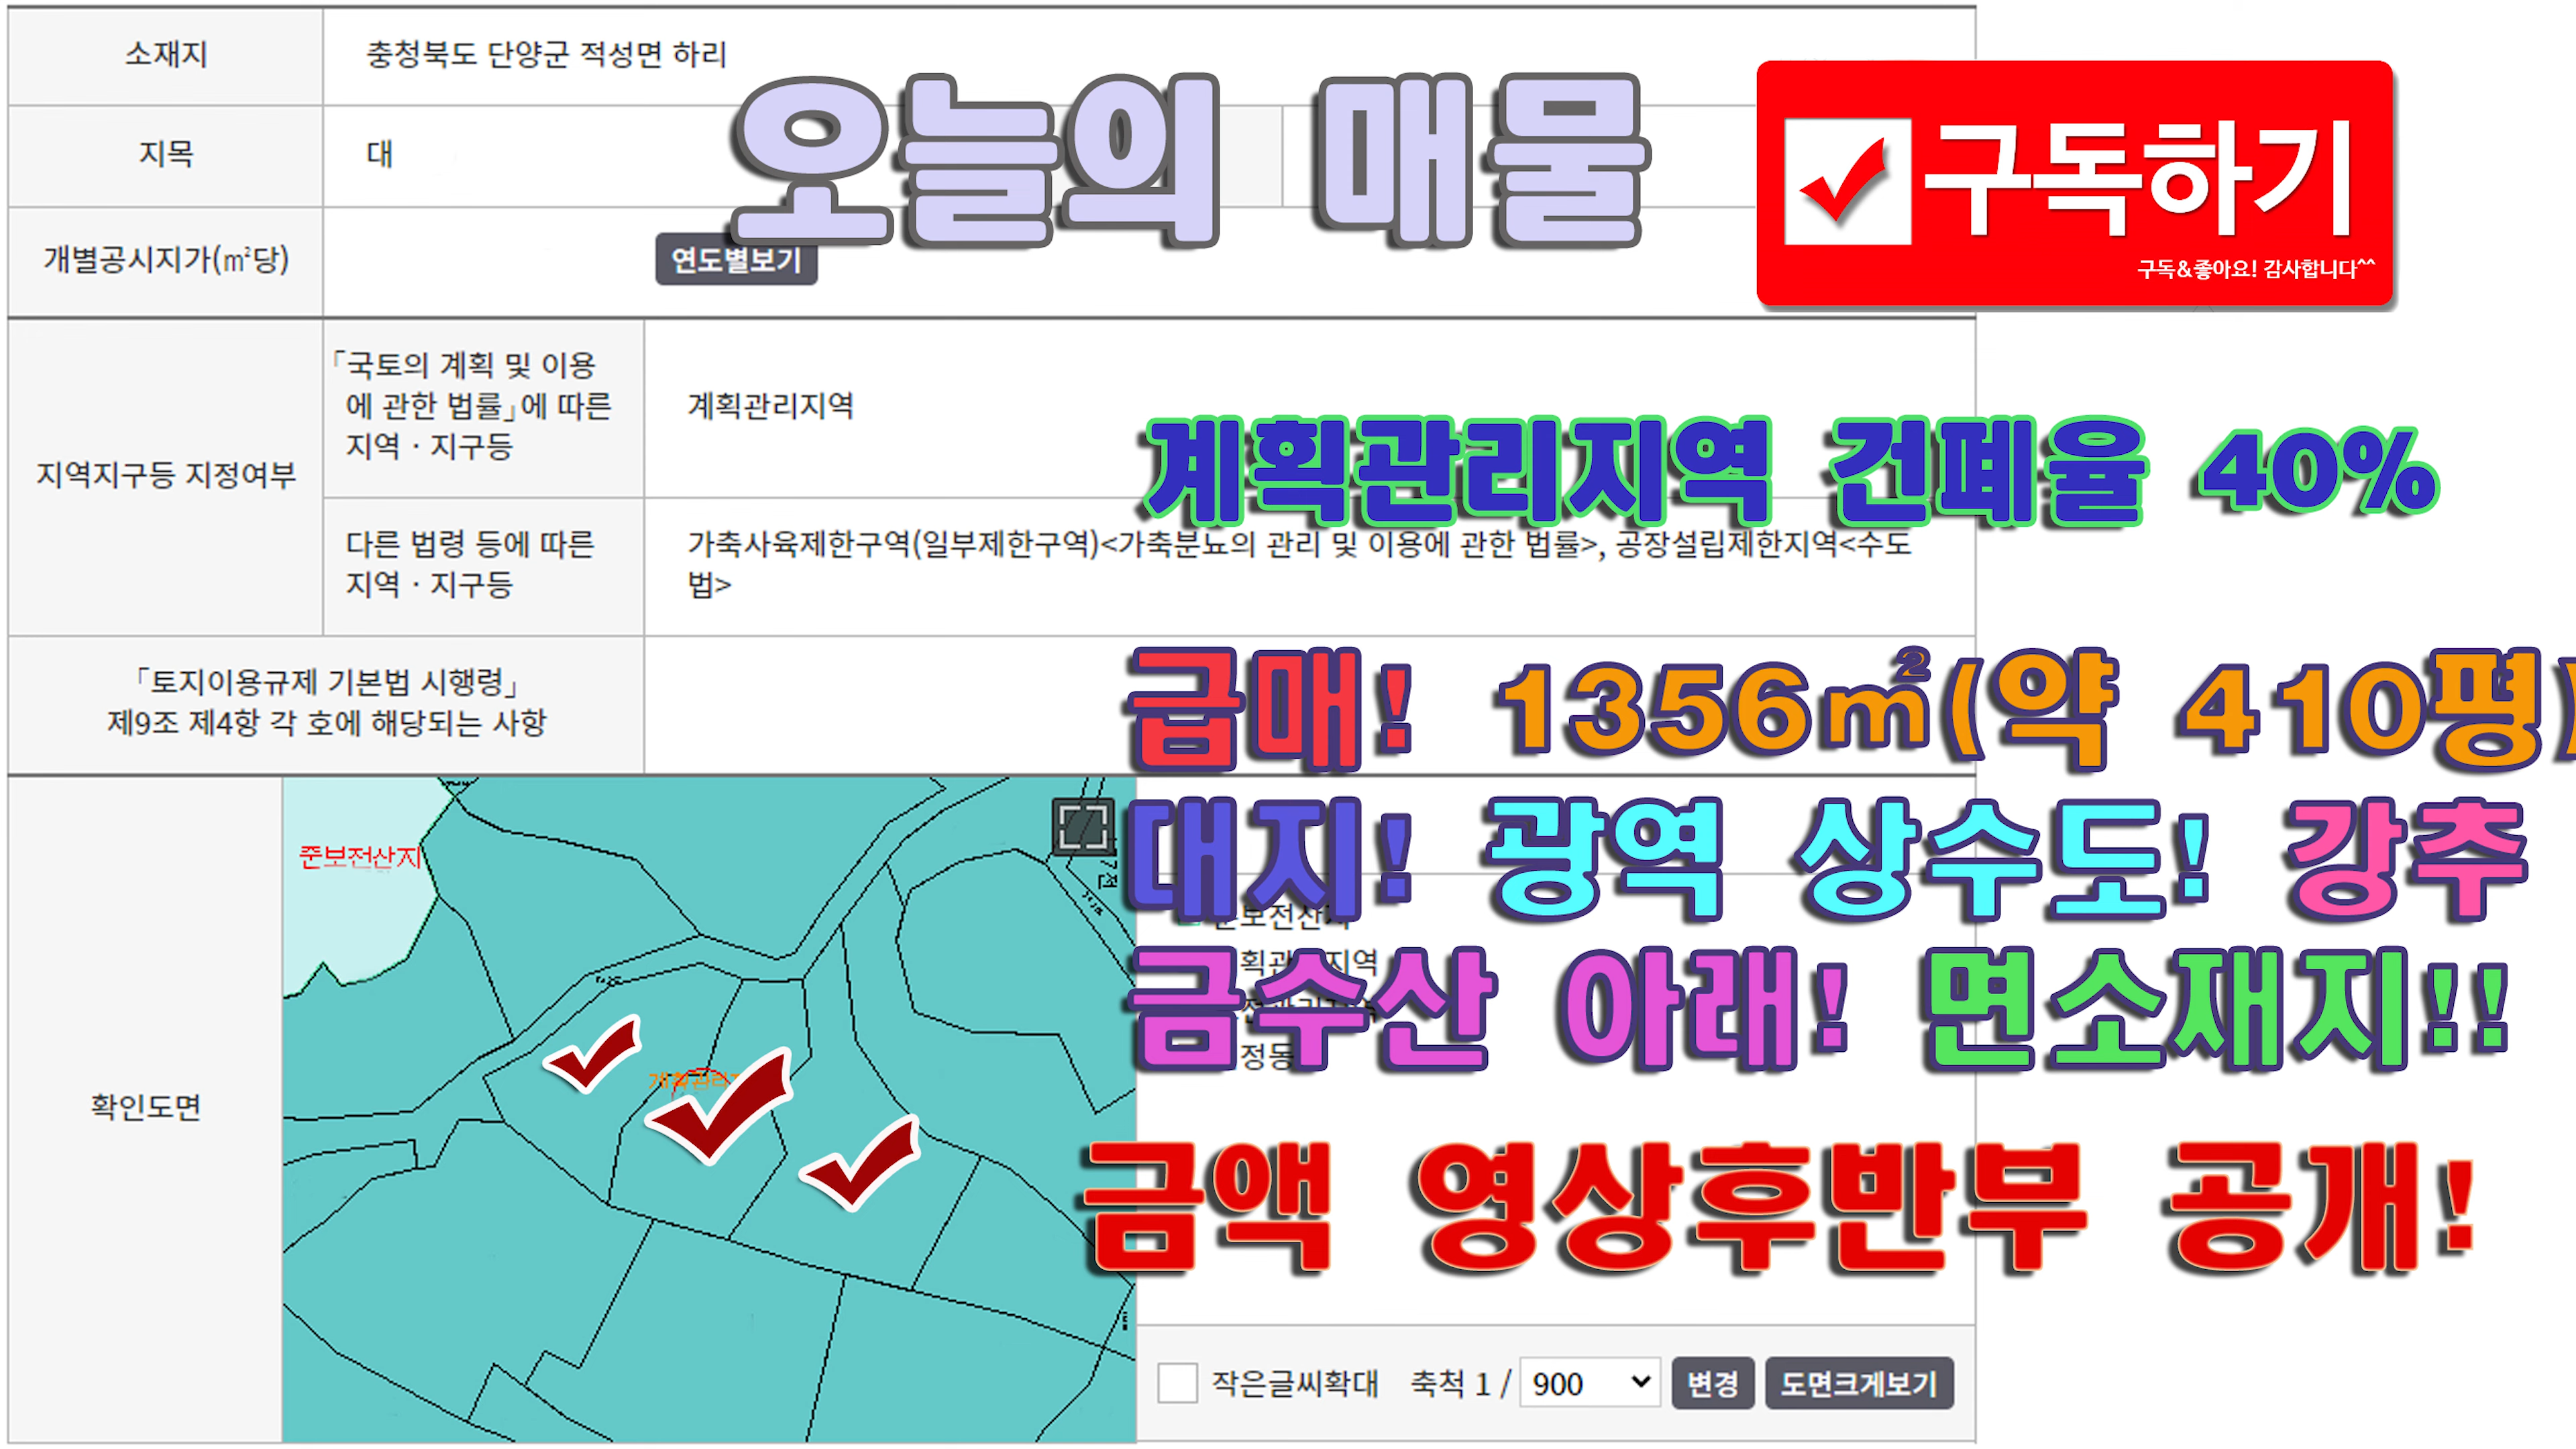 소재지
충청북도 단양군 적성면 하리
오늘의 매물
구독하기
구독&좋아요! 감사합니다^^
지목
대
개별공시지가(㎡당)
연도별보기
지역지구등 지정여부
「국토의 계획 및 이용
에 관한 법률」에 따른
지역 · 지구등
계획관리지역
계획관리지역 건폐율 40%
다른 법령 등에 따른
지역 · 지구등
가축사육제한구역(일부제한구역)<가축분뇨의 관리 및 이용에 관한 법률>, 공장설립제한지역<수도
법>
「토지이용규제 기본법 시행령」
제9조 제4항 각 호에 해당되는 사항
급매! 1356㎡(약 410평)
대지! 광역 상수도! 강추
금수산 아래! 면소재지!!
금액 영상후반부 공개!
확인도면
준보전산지
작은글씨확대
축척 1 / 900
변경
도면크게보기